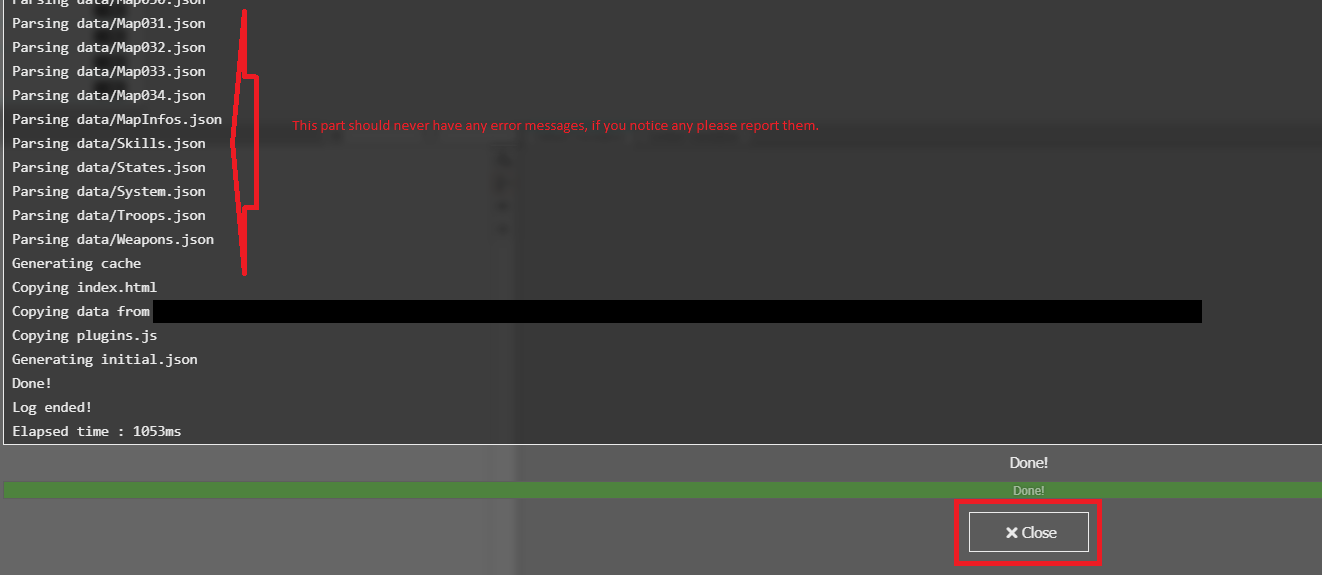 Parsing data/Map030.json
Parsing data/Map031.json
Parsing data/Map032.json
Parsing data/Map033.json
Parsing data/Map034.json
Parsing data/MapInfos.json
This part should never have any error messages, if you notice any please report them.
Parsing data/Skills.json
Parsing data/States.json
Parsing data/System.json
Parsing data/Troops.json
Parsing data/Weapons.json
Generating cache
Copying index.html
Copying data from
Copying plugins.js
Generating initial.json
Done!
Log ended!
Elapsed time : 1053ms
Done!
Done!
✖ Close